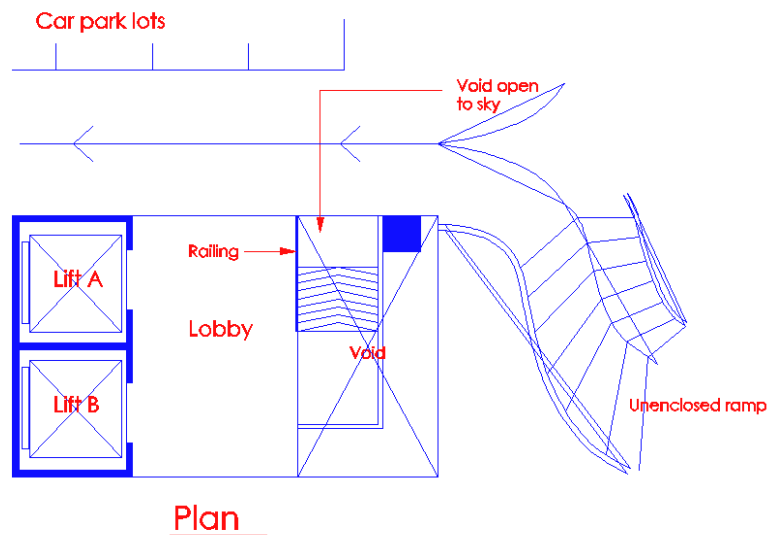 Car park lots
Void open
to sky
Railing
Lift A
Lobby
Void
Lift B
Unenclosed ramp
Plan